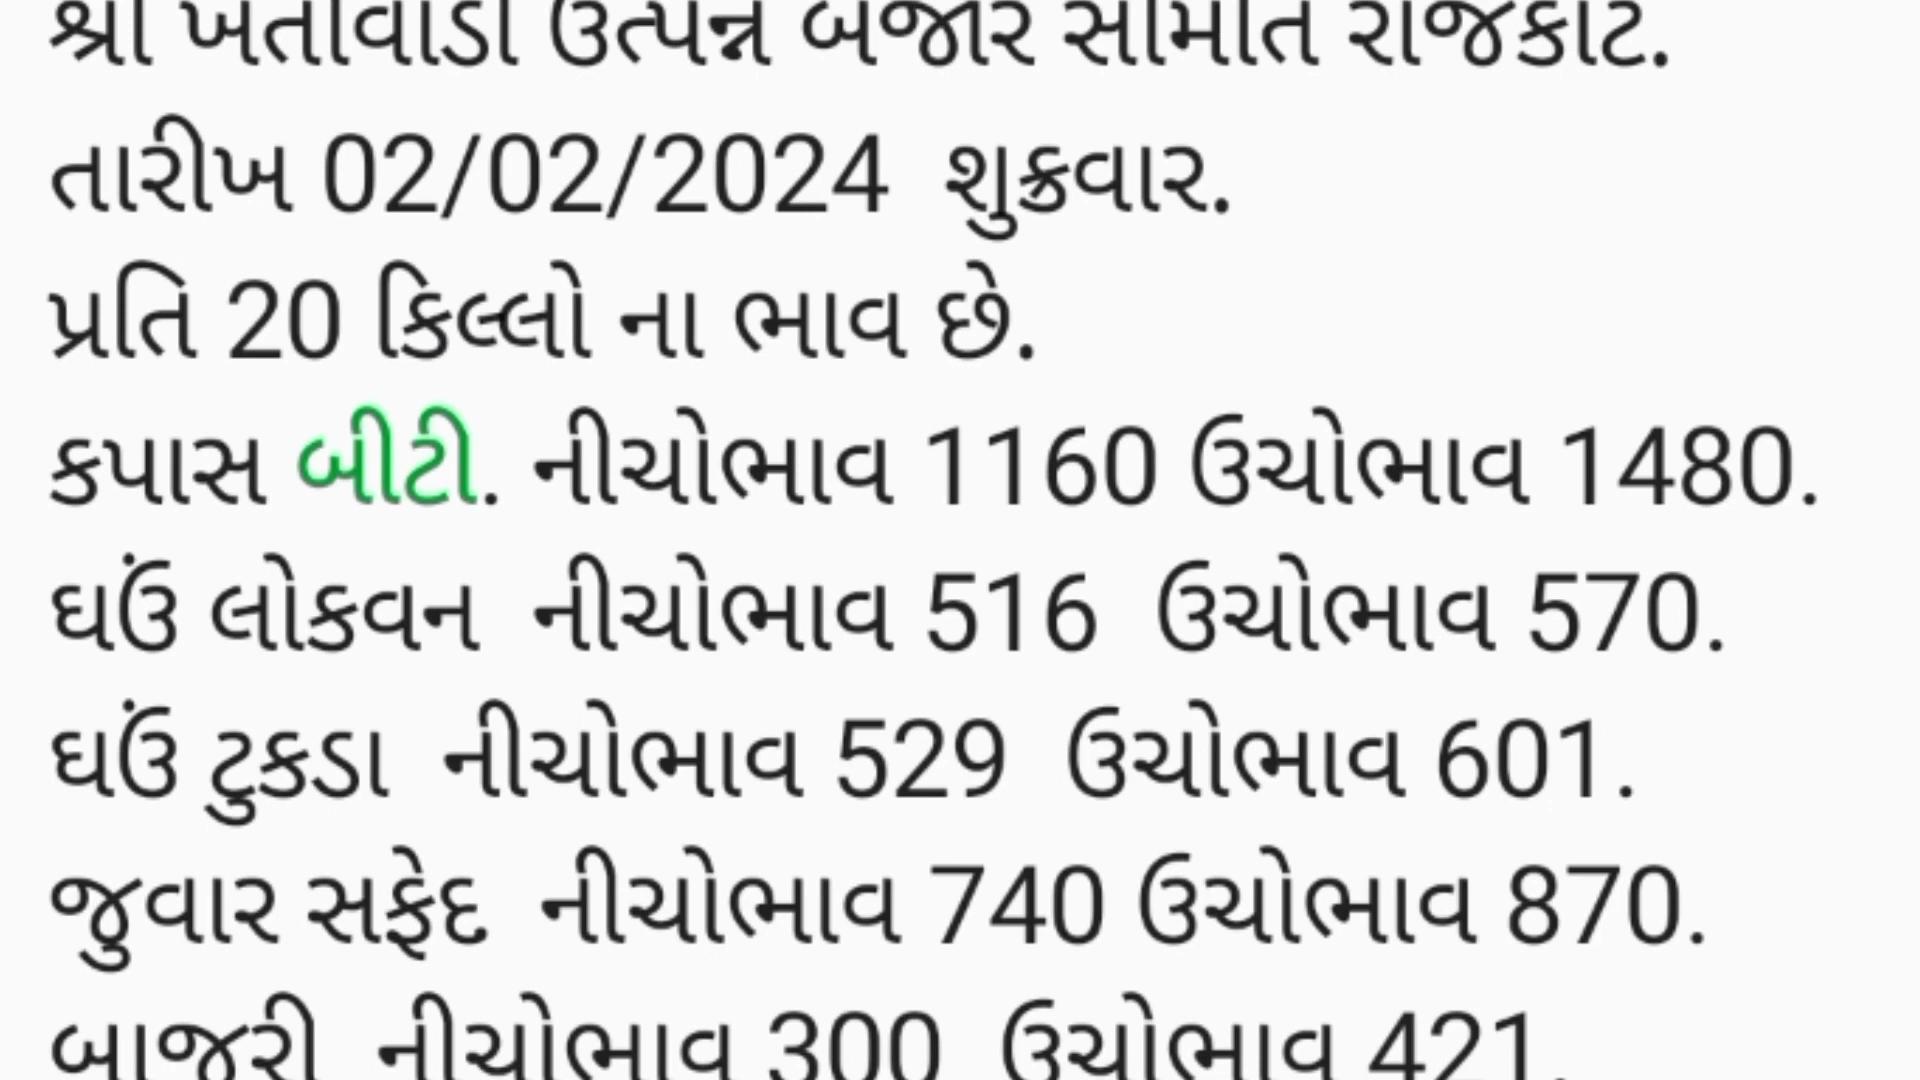 શ્રી ખેતીવાડી ઉત્પન્ન બજાર સમિતિ રાજકોટ.
તારીખ 02/02/2024 શુક્રવાર.
પ્રતિ 20 કિલ્લો ના ભાવ છે.
કપાસ બીટી. નીચોભાવ 1160 ઉચોભાવ 1480.
ઘઉં લોકવન નીચોભાવ 516 ઉચોભાવ 570.
ઘઉં ટુકડા નીચોભાવ 529 ઉચોભાવ 601.
જુવાર સફેદ નીચોભાવ 740 ઉચોભાવ 870.
બાજરી નીચોભાવ 300 ઉચોભાવ 421.